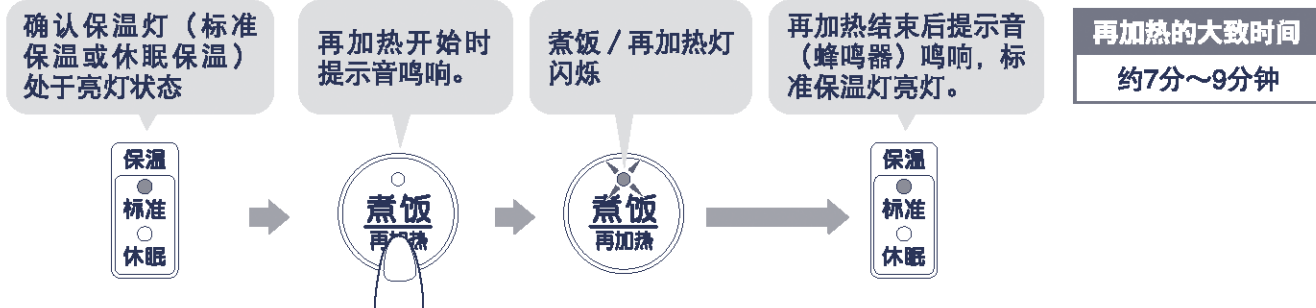 确认保温灯（标准
保温或休眠保温）
处于亮灯状态
再加热开始时
提示音鸣响。
煮饭／再加热灯
闪烁
再加热结束后提示音
（蜂鸣器）鸣响，标
准保温灯亮灯。
再加热的大致时间
约7分～9分钟
保温
标准
休眠
煮饭
再加热
煮饭
再加热
保温
标准
休眠